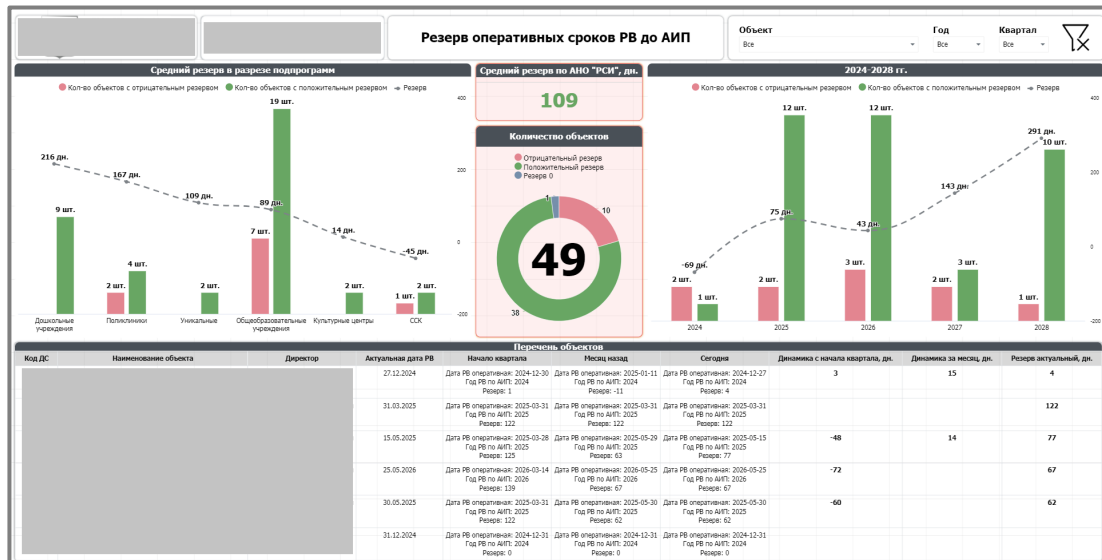 Резерв оперативных сроков РВ до АИП
Объект
Год
Квартал
Все
Все
Все
Средний резерв в разрезе подпрограмм
Кол-во объектов с отрицательным резервом
Кол-во объектов с положительным резервом
Резерв
400
200
0
-200
216 дн.
167 дн.
109 дн.
89 дн.
14 дн.
-45 дн.
9 шт.
2 шт.
4 шт.
2 шт.
7 шт.
19 шт.
2 шт.
1 шт.
2 шт.
Дошкольные учреждения
Поликлиники
Уникальные
Общеобразовательные учреждения
Культурные центры
ССК
Средний резерв по АНО "РСИ", дн.
109
Количество объектов
Отрицательный резерв
Положительный резерв
Резерв 0
1
10
49
38
2024-2028 гг.
Кол-во объектов с отрицательным резервом
Кол-во объектов с положительным резервом
Резерв
400
200
0
-200
-69 дн.
75 дн.
43 дн.
143 дн.
291 дн.
2 шт.
1 шт.
2 шт.
12 шт.
3 шт.
12 шт.
2 шт.
3 шт.
1 шт.
10 шт.
2024
2025
2026
2027
2028
Перечень объектов
Код ДС Наименование объекта Директор Актуальная дата РВ Начало квартала Месяц назад Сегодня Динамика с начала квартала, дн. Динамика за месяц, дн. Резерв актуальный, дн.
27.12.2024 Дата РВ оперативная: 2024-12-30 Дата РВ оперативная: 2025-01-11 Дата РВ оперативная: 2024-12-27 3 15 4
Год РВ по АИП: 2024 Год РВ по АИП: 2024 Год РВ по АИП: 2024
Резерв: 1 Резерв: -11 Резерв: 4
31.03.2025 Дата РВ оперативная: 2025-03-31 Дата РВ оперативная: 2025-03-31 Дата РВ оперативная: 2025-03-31 122
Год РВ по АИП: 2025 Год РВ по АИП: 2025 Год РВ по АИП: 2025
Резерв: 122 Резерв: 122 Резерв: 122
15.05.2025 Дата РВ оперативная: 2025-03-28 Дата РВ оперативная: 2025-05-29 Дата РВ оперативная: 2025-05-15 -48 14 77
Год РВ по АИП: 2025 Год РВ по АИП: 2025 Год РВ по АИП: 2025
Резерв: 125 Резерв: 63 Резерв: 77
25.05.2026 Дата РВ оперативная: 2026-03-14 Дата РВ оперативная: 2026-05-25 Дата РВ оперативная: 2026-05-25 -72 67
Год РВ по АИП: 2026 Год РВ по АИП: 2026 Год РВ по АИП: 2026
Резерв: 139 Резерв: 67 Резерв: 67
30.05.2025 Дата РВ оперативная: 2025-03-31 Дата РВ оперативная: 2025-05-30 Дата РВ оперативная: 2025-05-30 -60 62
Год РВ по АИП: 2025 Год РВ по АИП: 2025 Год РВ по АИП: 2025
Резерв: 122 Резерв: 62 Резерв: 62
31.12.2024 Дата РВ оперативная: 2024-12-31 Дата РВ оперативная: 2024-12-31 Дата РВ оперативная: 2024-12-31
Год РВ по АИП: 2024 Год РВ по АИП: 2024 Год РВ по АИП: 2024
Резерв: 0 Резерв: 0 Резерв: 0